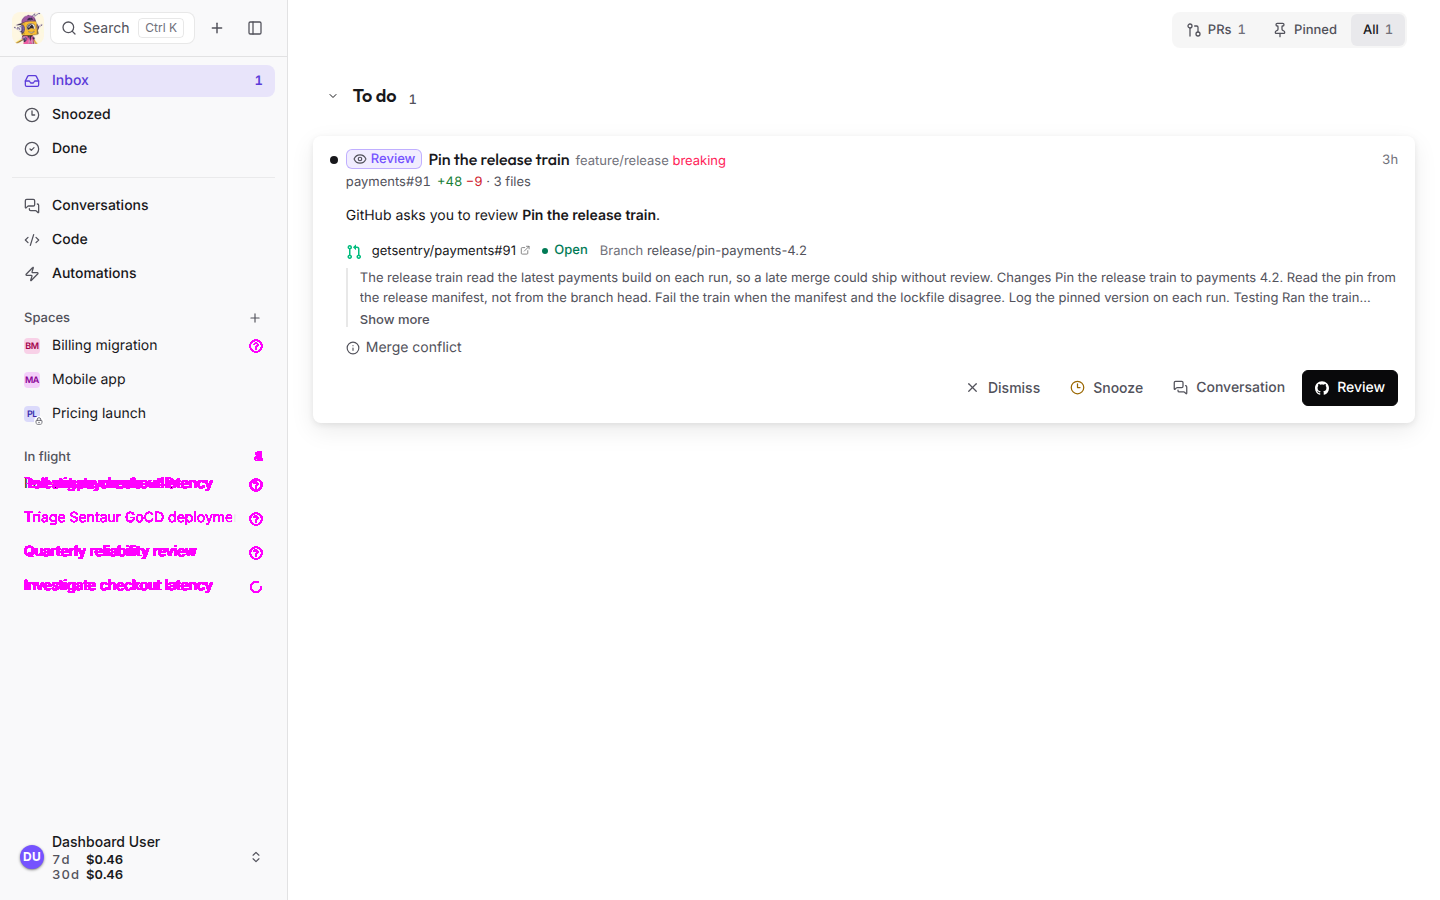 Search Ctrl K
PRs 1 Pinned All 1
Inbox 1
Snoozed
Done
Conversations
Code
Automations
Spaces
BM Billing migration
MA Mobile app
PL Pricing launch
In flight
Triage Sentaur GoCD deployme
Quarterly reliability review
Investigate checkout latency
DU Dashboard User
7d $0.46
30d $0.46
To do 1
Review Pin the release train feature/release breaking 3h
payments#91 +48 −9 · 3 files
GitHub asks you to review Pin the release train.
getsentry/payments#91 Open Branch release/pin-payments-4.2
The release train read the latest payments build on each run, so a late merge could ship without review. Changes Pin the release train to payments 4.2. Read the pin from
the release manifest, not from the branch head. Fail the train when the manifest and the lockfile disagree. Log the pinned version on each run. Testing Ran the train...
Show more
Merge conflict
Dismiss Snooze Conversation Review